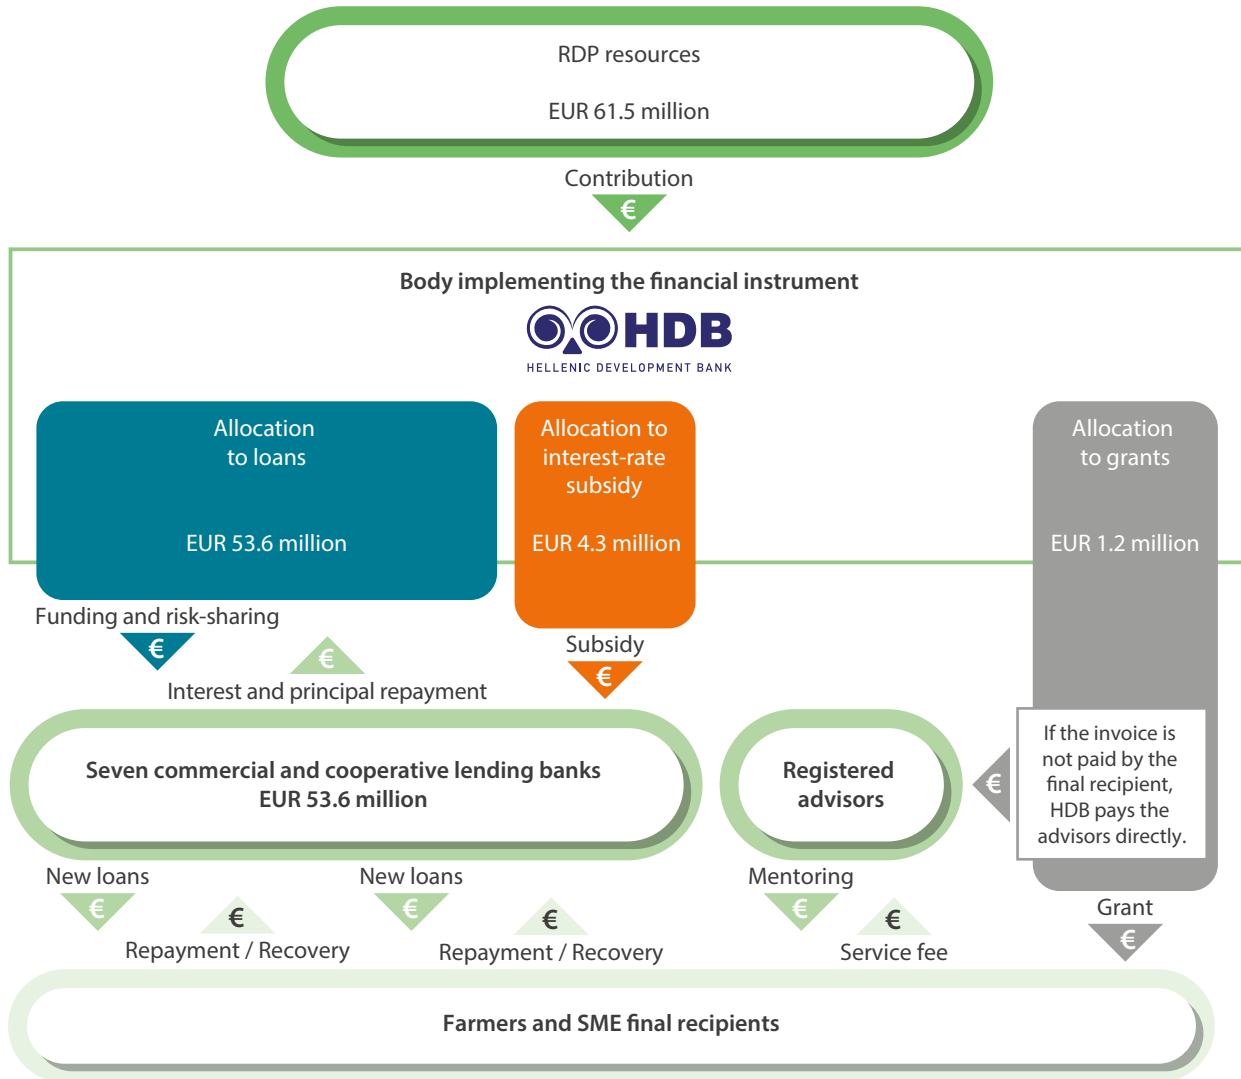 RDP resources
EUR 61.5 million
Contribution
€
Body implementing the financial instrument
HDB
HELLENIC DEVELOPMENT BANK
Allocation
to loans
EUR 53.6 million
Allocation to
interest-rate
subsidy
EUR 4.3 million
Allocation
to grants
EUR 1.2 million
Funding and risk-sharing
€
€
Interest and principal repayment
Subsidy
€
Seven commercial and cooperative lending banks
EUR 53.6 million
Registered
advisors
€
If the invoice is
not paid by the
final recipient,
HDB pays the
advisors directly.
New loans
€
€
Repayment / Recovery
New loans
€
€
Repayment / Recovery
Mentoring
€
€
Service fee
Grant
€
Farmers and SME final recipients